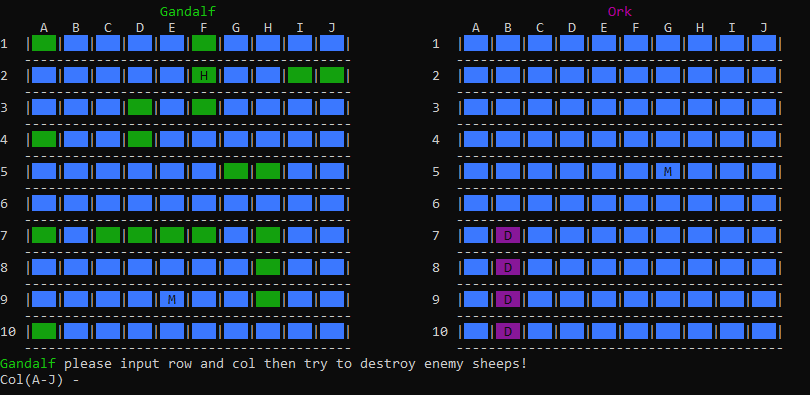 Gandalf Ork
A B C D E F G H I J A B C D E F G H I J
1 1
2 H 2
3 3
4 4
5 5 M
6 6
7 7 D
8 8 D
9 M 9 D
10 10 D
Gandalf please input row and col then try to destroy enemy sheeps!
Col(A-J) -